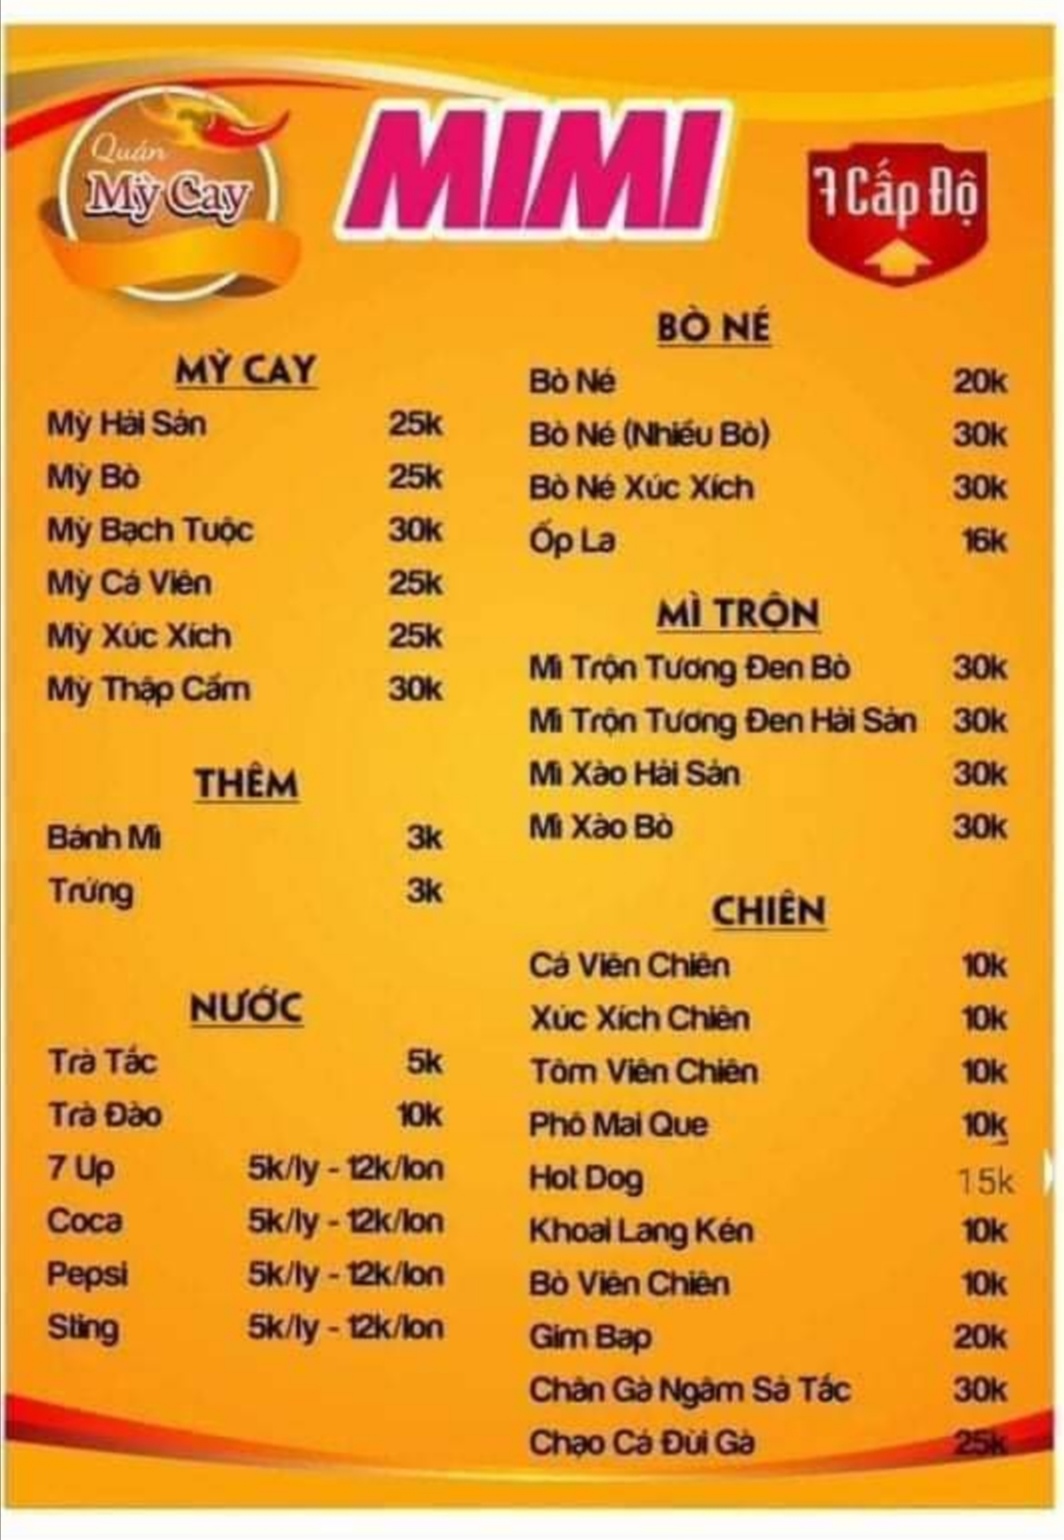 Quán
Mỳ Cay
MIMI
7 Cấp Độ
MỲ CAY
Mỳ Hải Sản 25k
Mỳ Bò 25k
Mỳ Bạch Tuộc 30k
Mỳ Cá Viên 25k
Mỳ Xúc Xích 25k
Mỳ Thập Cẩm 30k
THÊM
Bánh Mì 3k
Trứng 3k
NƯỚC
Trà Tắc 5k
Trà Đào 10k
7 Up 5k/ly - 12k/lon
Coca 5k/ly - 12k/lon
Pepsi 5k/ly - 12k/lon
Sting 5k/ly - 12k/lon
BÒ NÉ
Bò Né 20k
Bò Né (Nhiều Bò) 30k
Bò Né Xúc Xích 30k
Ốp La 16k
MÌ TRỘN
Mì Trộn Tương Đen Bò 30k
Mì Trộn Tương Đen Hải Sản 30k
Mì Xào Hải Sản 30k
Mì Xào Bò 30k
CHIÊN
Cá Viên Chiên 10k
Xúc Xích Chiên 10k
Tôm Viên Chiên 10k
Phô Mai Que 10k
Hot Dog 15k
Khoai Lang Kén 10k
Bò Viên Chiên 10k
Gim Bap 20k
Chân Gà Ngâm Sả Tắc 30k
Chạo Cá Đùi Gà 25k